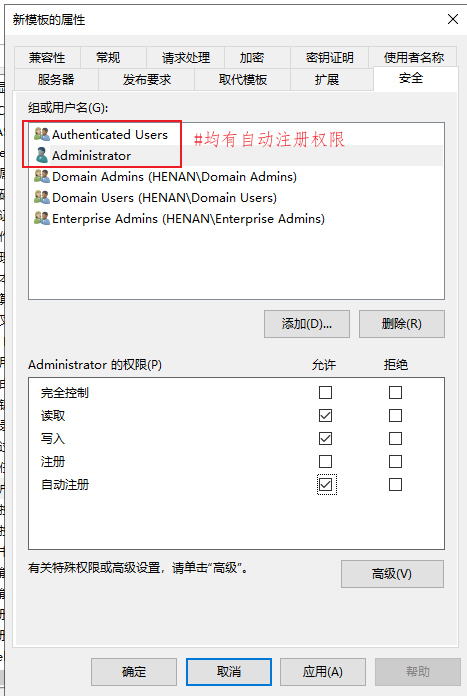 新模板的属性
兼容性 常规 请求处理 加密 密钥证明 使用者名称
服务器 发布要求 取代模板 扩展 安全
组或用户名(G):
Authenticated Users
#均有自动注册权限
Administrator
Domain Admins (HENAN\Domain Admins)
Domain Users (HENAN\Domain Users)
Enterprise Admins (HENAN\Enterprise Admins)
添加(D)... 删除(R)
Administrator 的权限(P) 允许 拒绝
完全控制
读取
写入
注册
自动注册
有关特殊权限或高级设置，请单击“高级”。
高级(V)
确定 取消 应用(A) 帮助